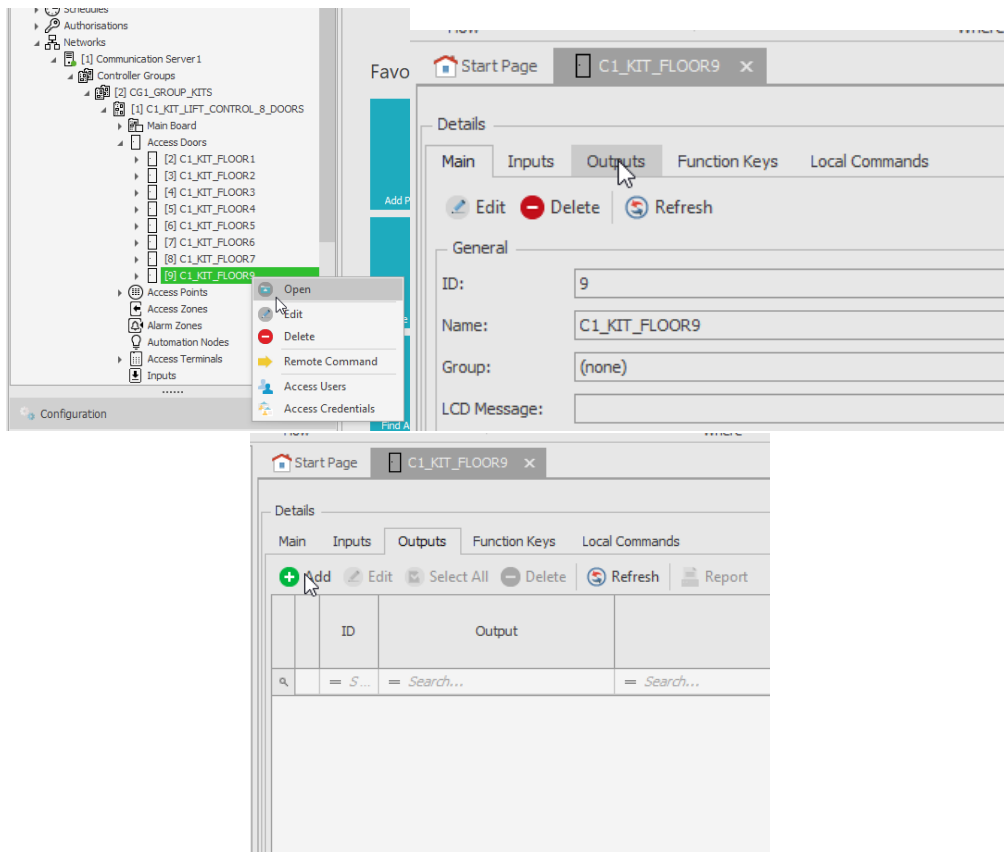 Schedules
Authorisations
Networks
[1] Communication Server1
Controller Groups
[2] CG1_GROUP_KITS
[1] C1_KIT_LIFT_CONTROL_8_DOORS
Main Board
Access Doors
[2] C1_KIT_FLOOR1
[3] C1_KIT_FLOOR2
[4] C1_KIT_FLOOR3
[5] C1_KIT_FLOOR4
[6] C1_KIT_FLOOR5
[7] C1_KIT_FLOOR6
[8] C1_KIT_FLOOR7
[9] C1_KIT_FLOOR9
Access Points
Access Zones
Alarm Zones
Automation Nodes
Access Terminals
Inputs
Configuration
Open
Edit
Delete
Remote Command
Access Users
Access Credentials
Favo
Add P
Find A
Start Page
C1_KIT_FLOOR9
Details
Main Inputs Outputs Function Keys Local Commands
Edit Delete Refresh
General
ID: 9
Name: C1_KIT_FLOOR9
Group: (none)
LCD Message:
Start Page C1_KIT_FLOOR9
Details
Main Inputs Outputs Function Keys Local Commands
Add Edit Select All Delete Refresh Report
ID Output
= S... = Search... = Search...